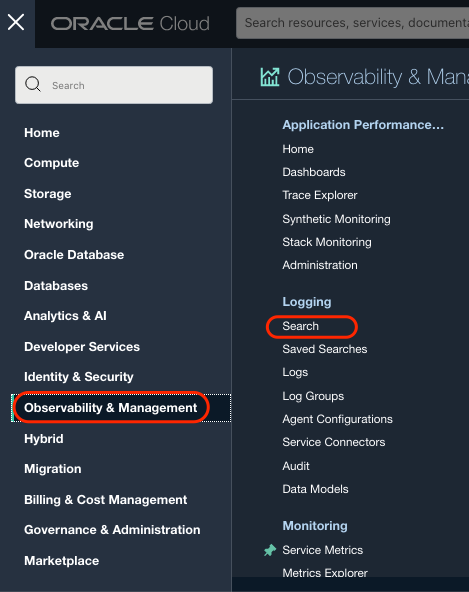 ORACLE Cloud
Search resources, services, documenta
Search
Home
Compute
Storage
Networking
Oracle Database
Databases
Analytics & AI
Developer Services
Identity & Security
Observability & Management
Hybrid
Migration
Billing & Cost Management
Governance & Administration
Marketplace
Observability & Mana
Application Performance...
Home
Dashboards
Trace Explorer
Synthetic Monitoring
Stack Monitoring
Administration
Logging
Search
Saved Searches
Logs
Log Groups
Agent Configurations
Service Connectors
Audit
Data Models
Monitoring
Service Metrics
Metrics Explorer